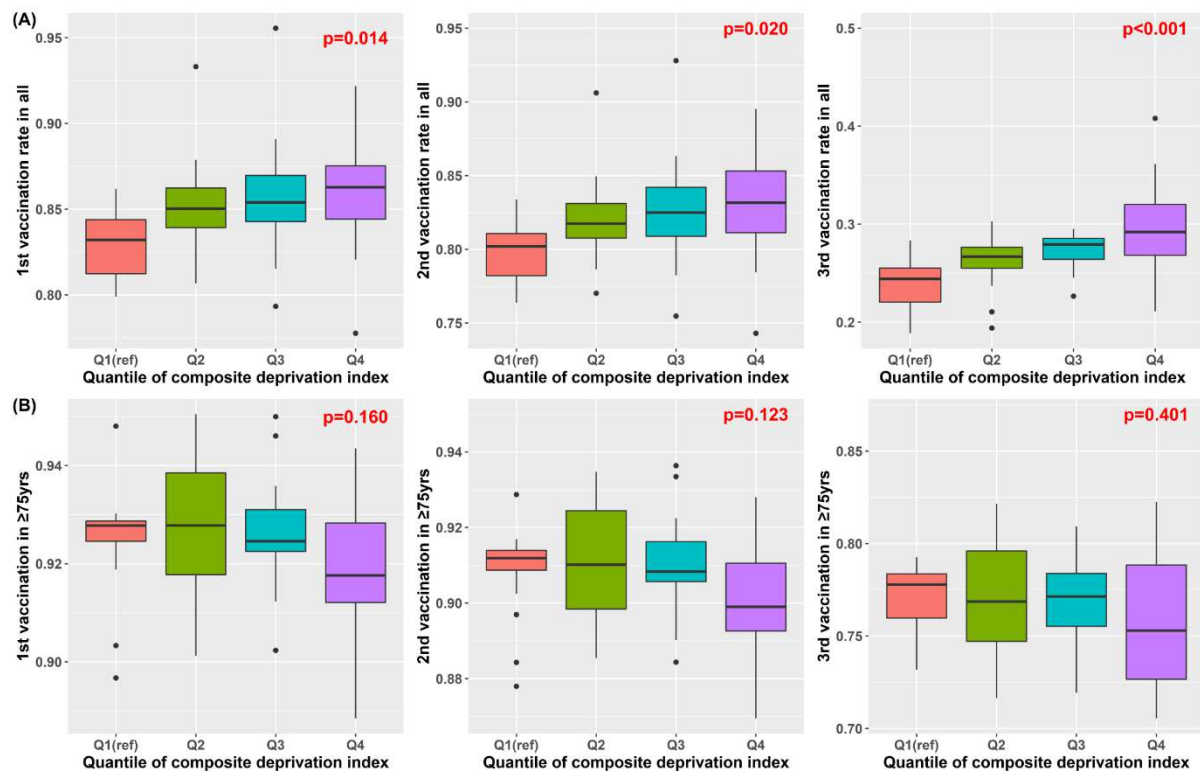 (A)
1st vaccination rate in all
0.95
0.90
0.85
0.80
p=0.014
Q1(ref) Q2 Q3 Q4
Quantile of composite deprivation index
2nd vaccination rate in all
0.95
0.90
0.85
0.80
0.75
p=0.020
Q1(ref) Q2 Q3 Q4
Quantile of composite deprivation index
3rd vaccination rate in all
0.5
0.4
0.3
0.2
p<0.001
Q1(ref) Q2 Q3 Q4
Quantile of composite deprivation index
(B)
1st vaccination in ≥75yrs
0.94
0.92
0.90
p=0.160
Q1(ref) Q2 Q3 Q4
Quantile of composite deprivation index
2nd vaccination in ≥75yrs
0.94
0.92
0.90
0.88
p=0.123
Q1(ref) Q2 Q3 Q4
Quantile of composite deprivation index
3rd vaccination in ≥75yrs
0.85
0.80
0.75
0.70
p=0.401
Q1(ref) Q2 Q3 Q4
Quantile of composite deprivation index